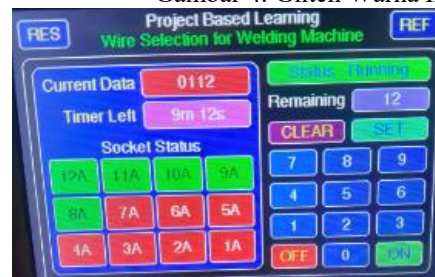 RES
Project Based Learning
REF
Wire Selection for Welding Machine
Current Data 0112
Timer Left 9m 12s
Socket Status
12A 11A 10A 9A
8A 7A 6A 5A
4A 3A 2A 1A
Status : Running
Remaining 12
CLEAR SET
7 8 9
4 5 6
1 2 3
OFF 0 ON